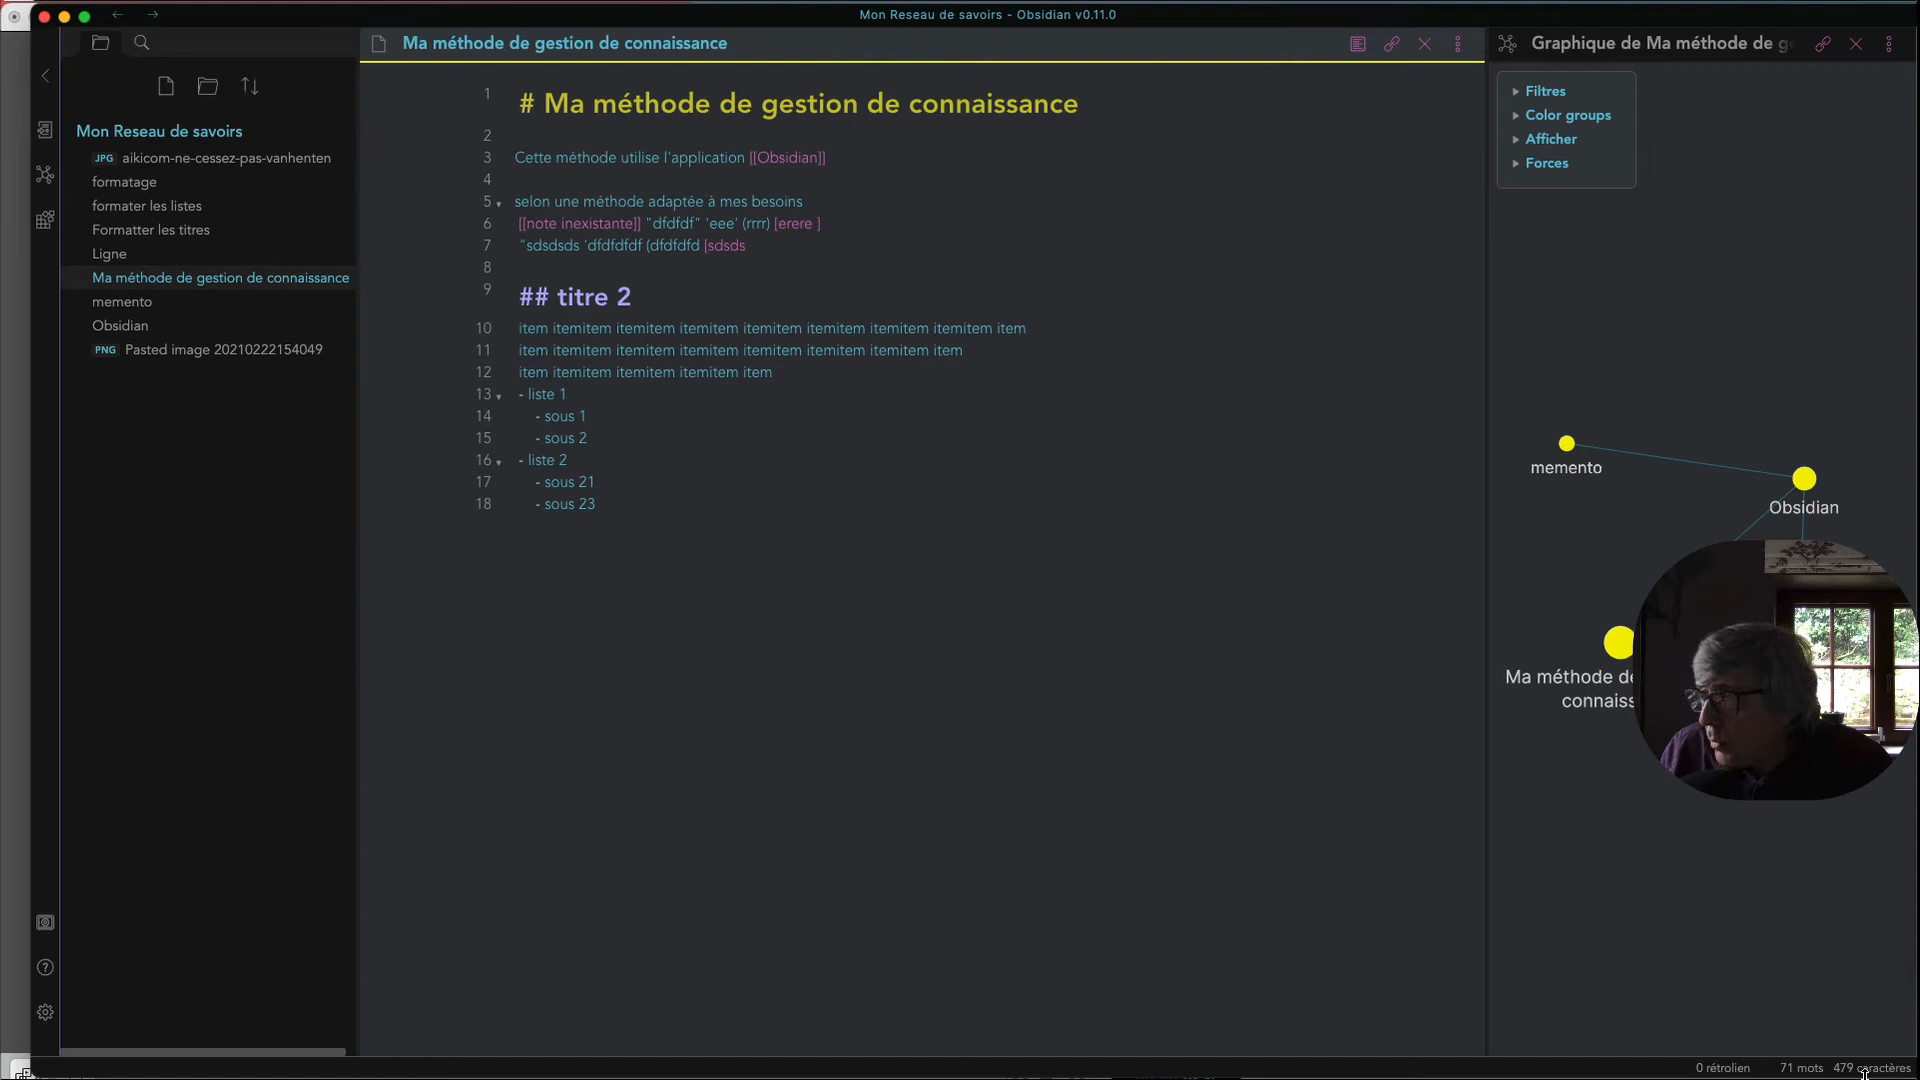 Mon Reseau de savoirs - Obsidian v0.11.0
Ma méthode de gestion de connaissance
Graphique de Ma méthode de g
Mon Reseau de savoirs
JPG aikicom-ne-cessez-pas-vanhenten
formatage
formater les listes
Formatter les titres
Ligne
Ma méthode de gestion de connaissance
memento
Obsidian
PNG Pasted image 20210222154049
1 # Ma méthode de gestion de connaissance
2
3 Cette méthode utilise l'application [[Obsidian]]
4
5 selon une méthode adaptée à mes besoins
6 [[note inexistante]] "dfdfdf" 'eee' (rrrr) [erere ]
7 "sdsdsds 'dfdfdfdf (dfdfdfd [sdsds
8
9 ## titre 2
10 item itemitem itemitem itemitem itemitem itemitem itemitem itemitem item
11 item itemitem itemitem itemitem itemitem itemitem itemitem item
12 item itemitem itemitem itemitem item
13 - liste 1
14 - sous 1
15 - sous 2
16 - liste 2
17 - sous 21
18 - sous 23
Filtres
Color groups
Afficher
Forces
memento
Obsidian
Ma méthode de
connaiss
0 rétrolien 71 mots 479 caractères